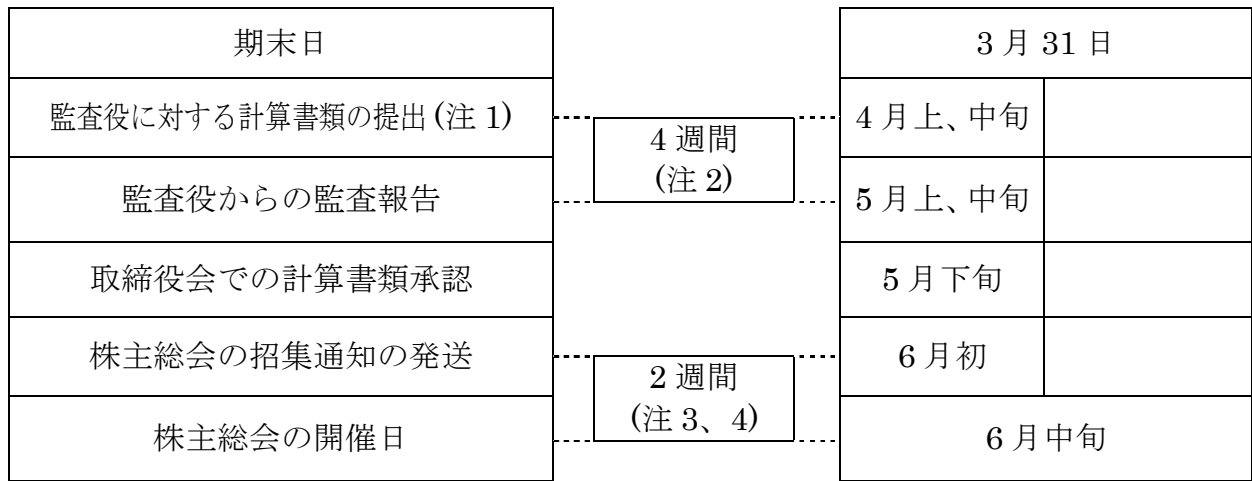 期末日
3月31日
監査役に対する計算書類の提出(注1)
4週間
(注2)
4月上、中旬
監査役からの監査報告
5月上、中旬
取締役会での計算書類承認
5月下旬
株主総会の招集通知の発送
2週間
(注3、4)
6月初
株主総会の開催日
6月中旬